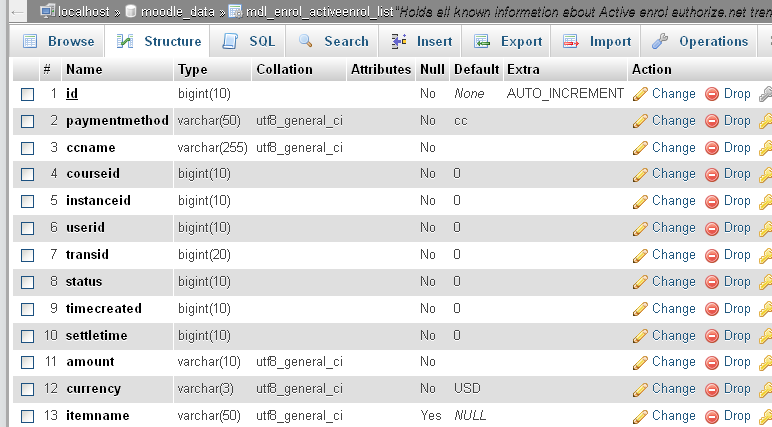 ← localhost » moodle_data » mdl_enrol_activeenrol_list "Holds all known information about Active enrol authorize.net tran
Browse Structure SQL Search Insert Export Import Operations
# Name Type Collation Attributes Null Default Extra Action
1 id bigint(10) No None AUTO_INCREMENT Change Drop
2 paymentmethod varchar(50) utf8_general_ci No cc Change Drop
3 ccname varchar(255) utf8_general_ci No Change Drop
4 courseid bigint(10) No 0 Change Drop
5 instanceid bigint(10) No 0 Change Drop
6 userid bigint(10) No 0 Change Drop
7 transid bigint(20) No 0 Change Drop
8 status bigint(10) No 0 Change Drop
9 timecreated bigint(10) No 0 Change Drop
10 settletime bigint(10) No 0 Change Drop
11 amount varchar(10) utf8_general_ci No Change Drop
12 currency varchar(3) utf8_general_ci No USD Change Drop
13 itemname varchar(50) utf8_general_ci Yes NULL Change Drop